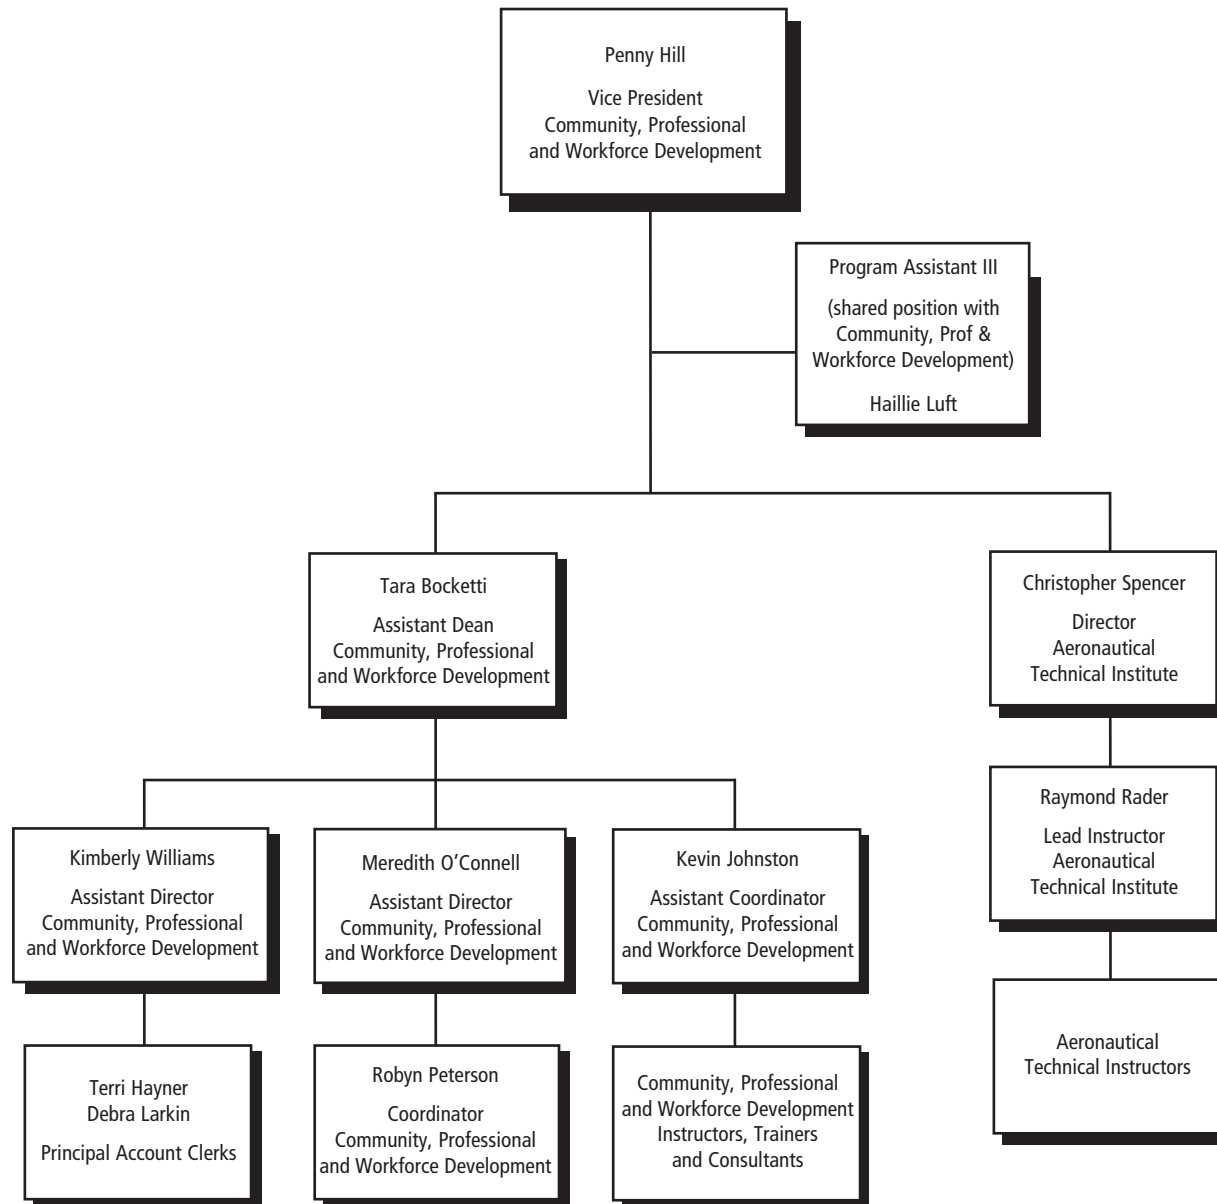 Penny Hill
Vice President
Community, Professional
and Workforce Development
Program Assistant III
(shared position with
Community, Prof &
Workforce Development)
Haillie Luft
Tara Bocketti
Assistant Dean
Community, Professional
and Workforce Development
Christopher Spencer
Director
Aeronautical
Technical Institute
Kimberly Williams
Assistant Director
Community, Professional
and Workforce Development
Meredith O’Connell
Assistant Director
Community, Professional
and Workforce Development
Kevin Johnston
Assistant Coordinator
Community, Professional
and Workforce Development
Raymond Rader
Lead Instructor
Aeronautical
Technical Institute
Terri Hayner
Debra Larkin
Principal Account Clerks
Robyn Peterson
Coordinator
Community, Professional
and Workforce Development
Community, Professional
and Workforce Development
Instructors, Trainers
and Consultants
Aeronautical
Technical Instructors